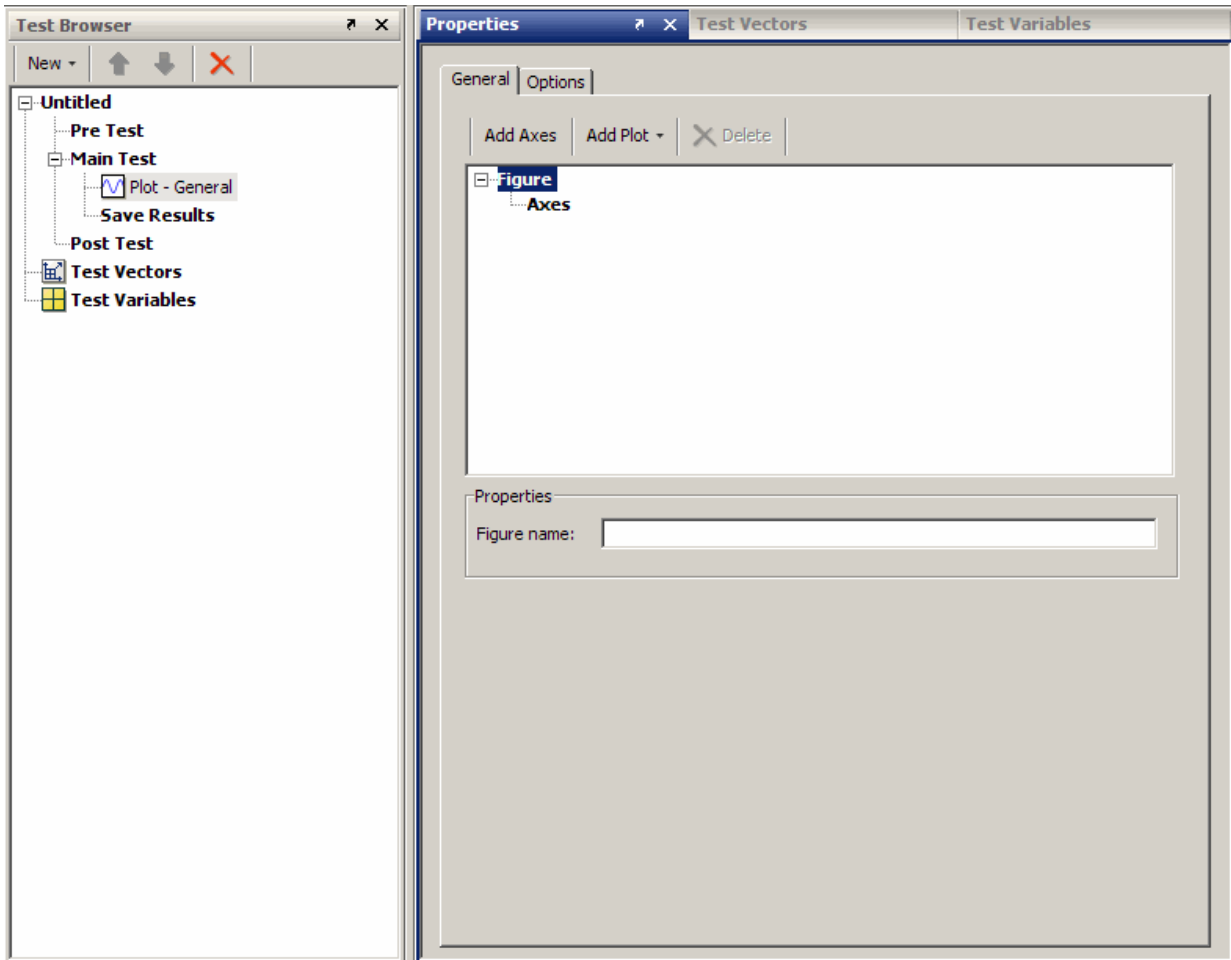 Test Browser
New
Untitled
Pre Test
Main Test
Plot - General
Save Results
Post Test
Test Vectors
Test Variables
Properties
Test Vectors
Test Variables
General
Options
Add Axes
Add Plot
Delete
Figure
Axes
Properties
Figure name: